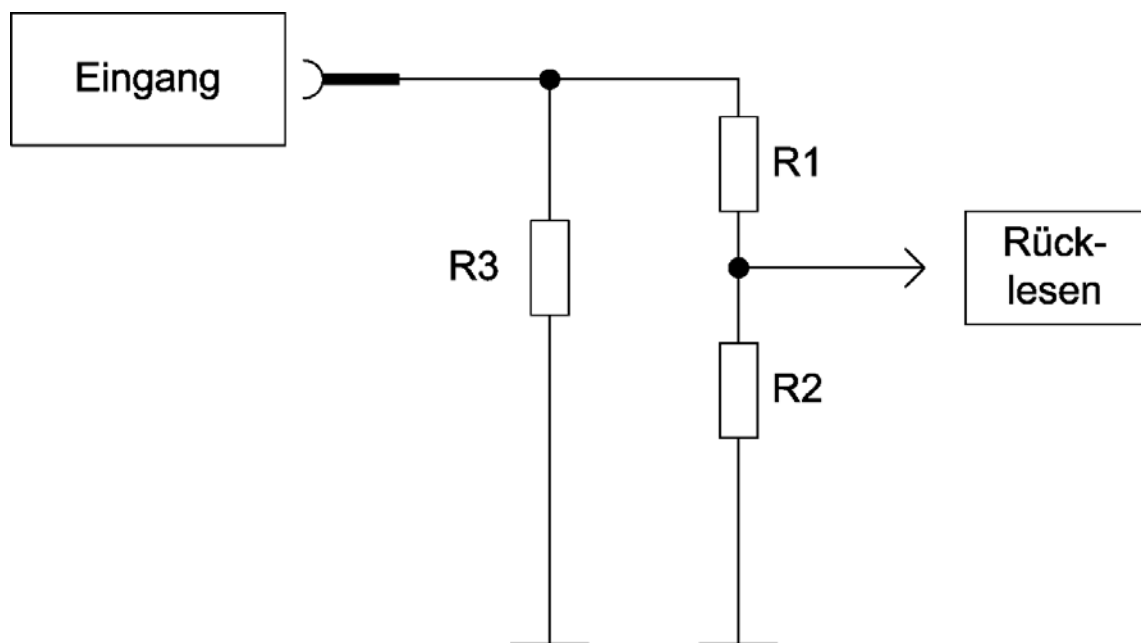 Eingang
R1
R3
Rück-
lesen
R2